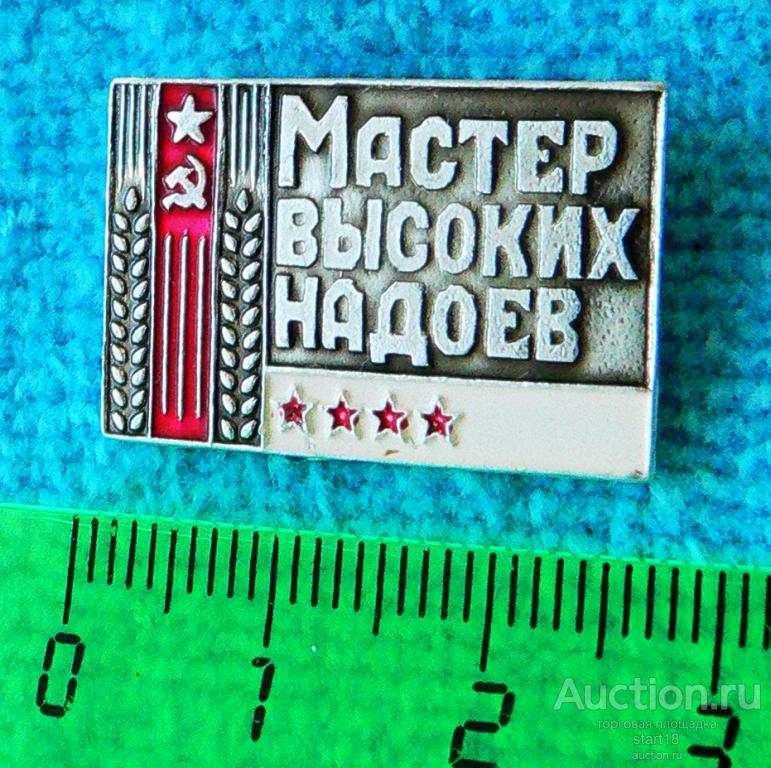 Мастер
высоких
надоев
0 1 2 3
Auction.ru
торговая площадка
start18
auction.ru